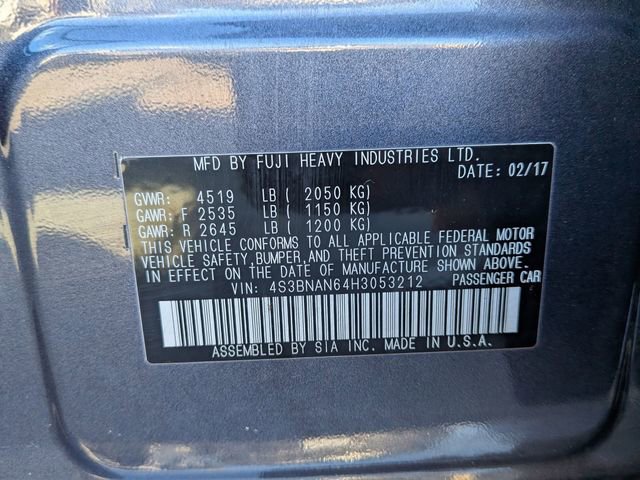 MFD BY FUJI HEAVY INDUSTRIES LTD.
DATE: 02/17
GVWR: 4519 LB ( 2050 KG)
GAWR: F 2535 LB ( 1150 KG)
GAWR: R 2645 LB ( 1200 KG)
THIS VEHICLE CONFORMS TO ALL APPLICABLE FEDERAL MOTOR
VEHICLE SAFETY,BUMPER,AND THEFT PREVENTION STANDARDS
IN EFFECT ON THE DATE OF MANUFACTURE SHOWN ABOVE.
VIN: 4S3BNAN64H3053212 PASSENGER CAR
ASSEMBLED BY SIA INC. MADE IN U.S.A.